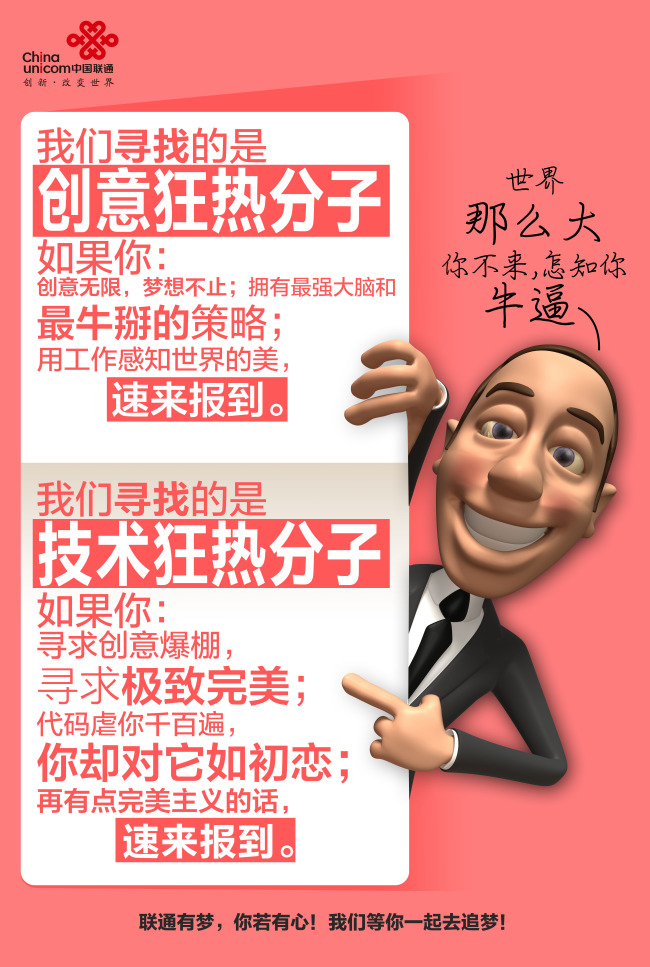 China
unicom中国联通
创新·改变世界
我们寻找的是
创意狂热分子
如果你：
创意无限，梦想不止；拥有最强大脑和
最牛掰的策略；
用工作感知世界的美，
速来报到。
世界
那么大
你不来,怎知你
牛逼
我们寻找的是
技术狂热分子
如果你：
寻求创意爆棚，
寻求极致完美；
代码虐你千百遍，
你却对它如初恋；
再有点完美主义的话，
速来报到。
联通有梦，你若有心！我们等你一起去追梦！